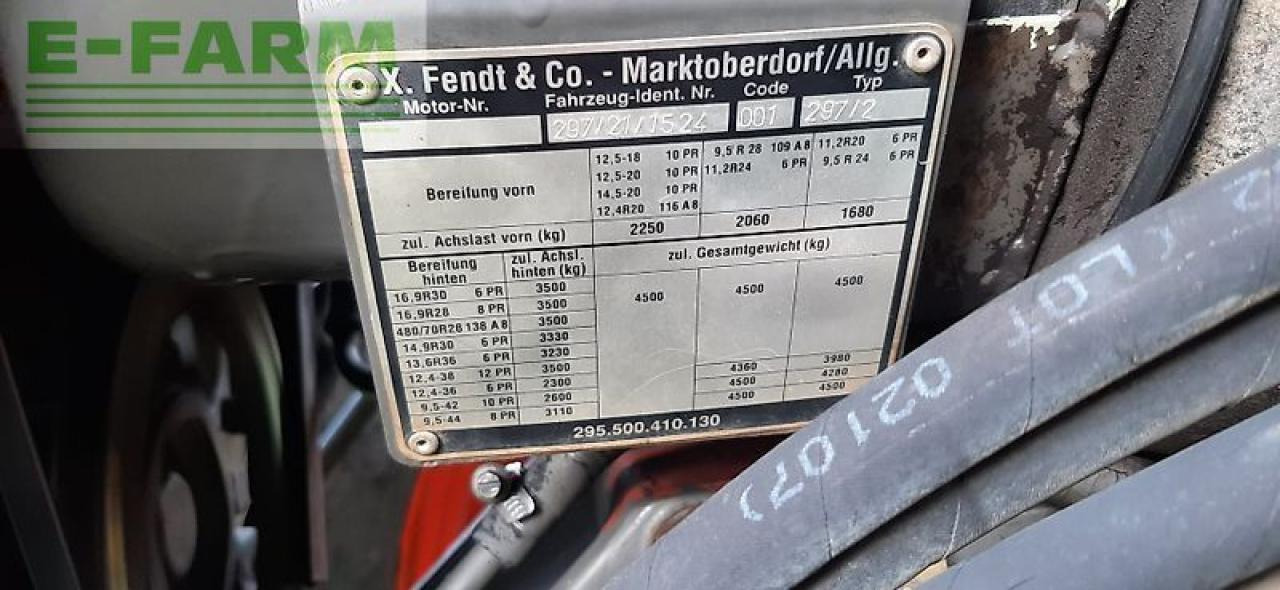 E-FARM
X. Fendt & Co. - Marktoberdorf/Allg.
Motor-Nr. Fahrzeug-Ident. Nr. Code Typ
297/21/1524 001 297/2
Bereifung vorn
12,5-18 10 PR 9,5 R 28 109 A 8 11,2R20 6 PR
12,5-20 10 PR 11,2R24 6 PR 9,5 R 24 6 PR
14,5-20 10 PR
12,4R20 116 A 8
zul. Achslast vorn (kg) 2250 2060 1680
Bereifung hinten zul. Achsl. hinten (kg) zul. Gesamtgewicht (kg)
16,9R30 6 PR 3500 4500 4500 4500
16,9R28 8 PR 3500
480/70R28 138 A 8 3500
14,9R30 6 PR 3330
13,6R36 6 PR 3230
12,4-38 12 PR 3500
12,4-36 6 PR 2300 4360 3980
9,5-42 10 PR 2600 4500 4280
9,5-44 8 PR 3110 4500 4500
295.500.410.130
2 (LOT 02107)